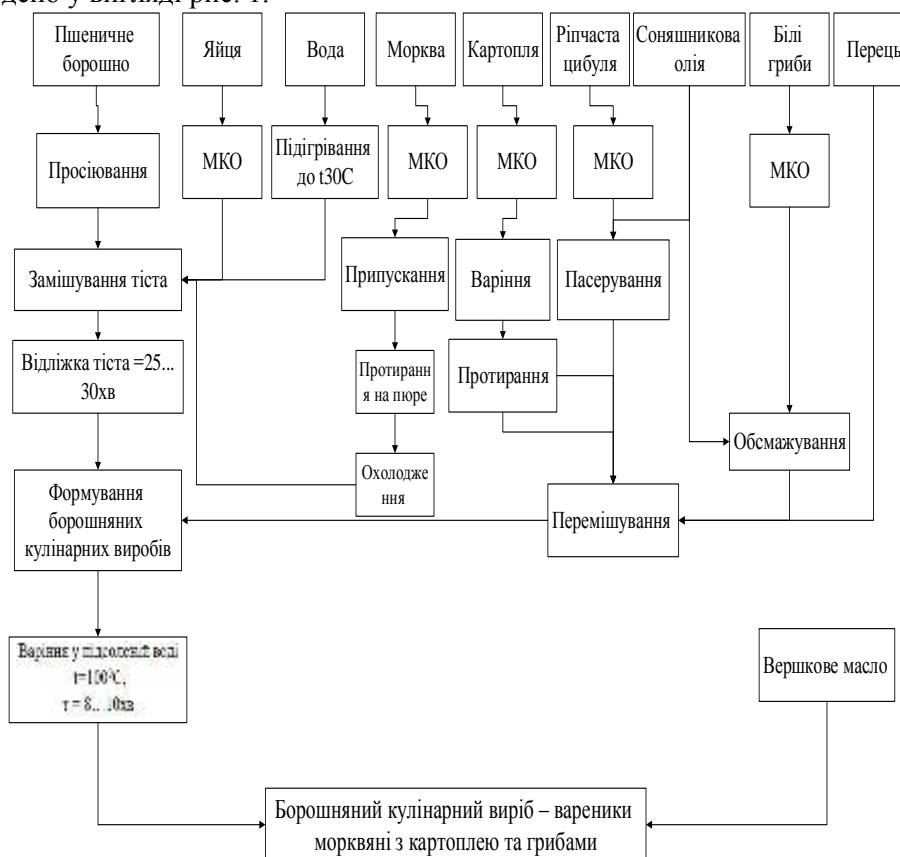 дено у вигляді рис. 1.
Пшеничне
борошно
Яйця
Вода
Морква
Картопля
Ріпчаста
цибуля
Соняшникова
олія
Білі
гриби
Перець
Просіювання
МКО
Підігрівання
до t30С
МКО
МКО
МКО
МКО
Замішування тіста
Припускання
Варіння
Пасерування
Відліжка тіста =25...
30хв
Протиранн
я на пюре
Протирання
Обсмажування
Охолодже
ння
Формування
борошняних
кулінарних виробів
Перемішування
Варіння у підсоленій воді
t=100⁰С,
τ = 8... 10хв
Вершкове масло
Борошняний кулінарний виріб – вареники
морквяні з картоплею та грибами